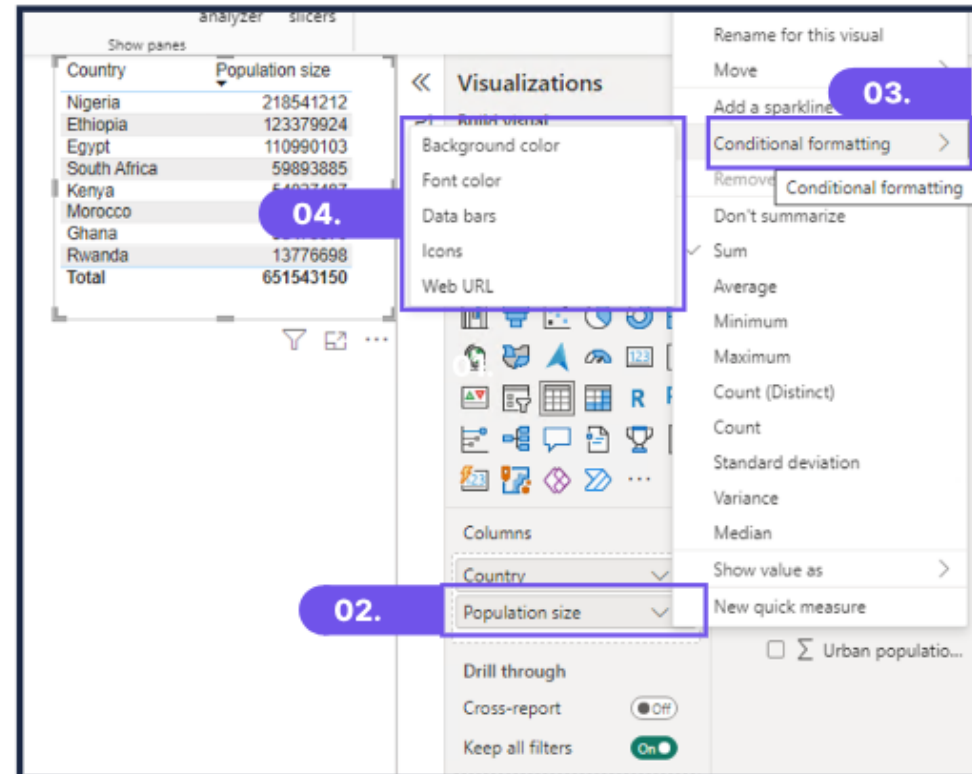 analyzer slicers
Show panes
Country Population size
Nigeria 218541212
Ethiopia 123379924
Egypt 110990103
South Africa 59893885
Kenya
Morocco
Ghana
Rwanda 13776698
Total 651543150
Visualizations
Build visual
04.
Background color
Font color
Data bars
Icons
Web URL
01.
123
R
123
Columns
Country
02.
Population size
Drill through
Cross-report Off
Keep all filters On
Rename for this visual
Move
03.
Add a sparkline
Conditional formatting
Remove
Conditional formatting
Don't summarize
Sum
Average
Minimum
Maximum
Count (Distinct)
Count
Standard deviation
Variance
Median
Show value as
New quick measure
Σ Urban populatio...